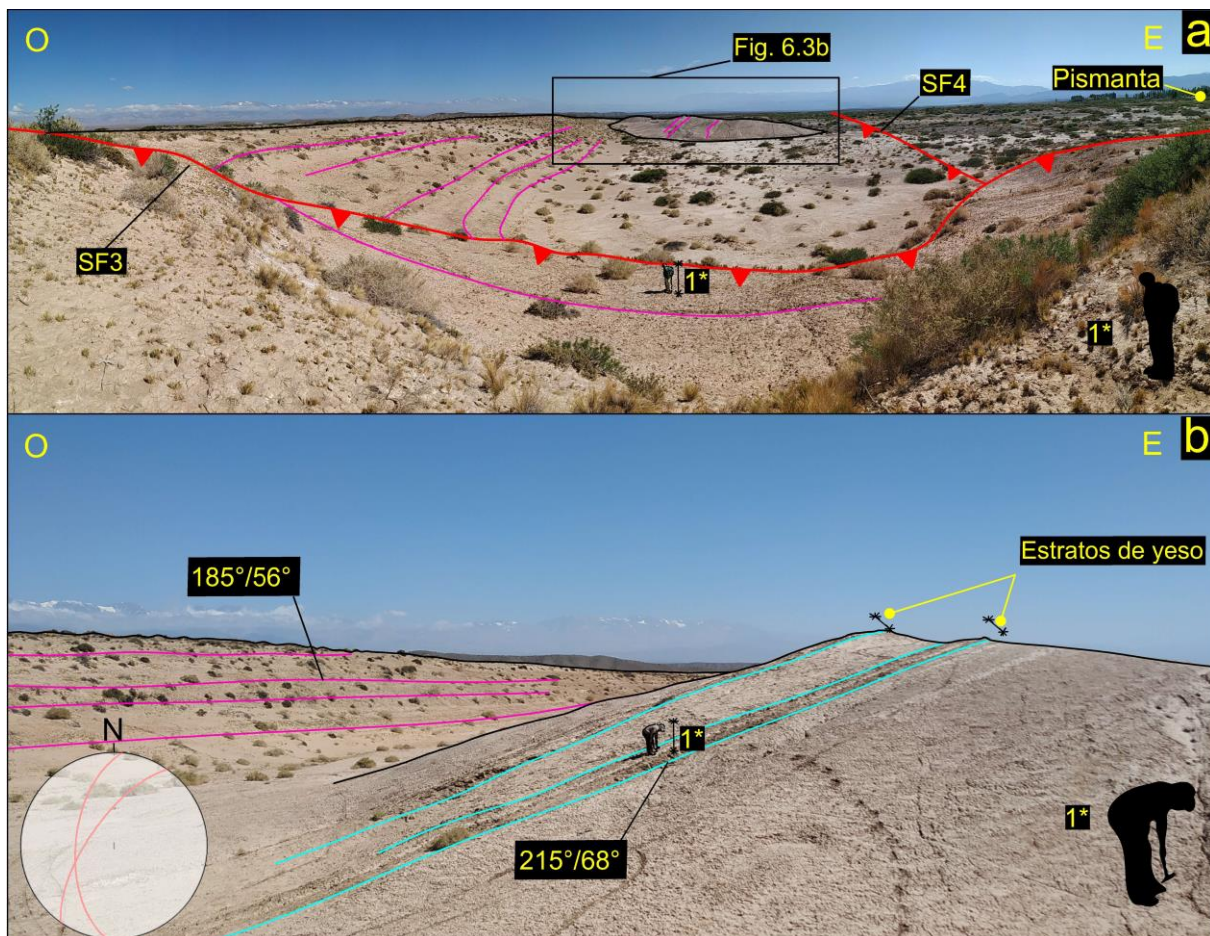 O
E
a
Fig. 6.3b
SF4
Pismanta
SF3
1*
1*
O
E
b
185°/56°
Estratos de yeso
N
1*
215°/68°
1*